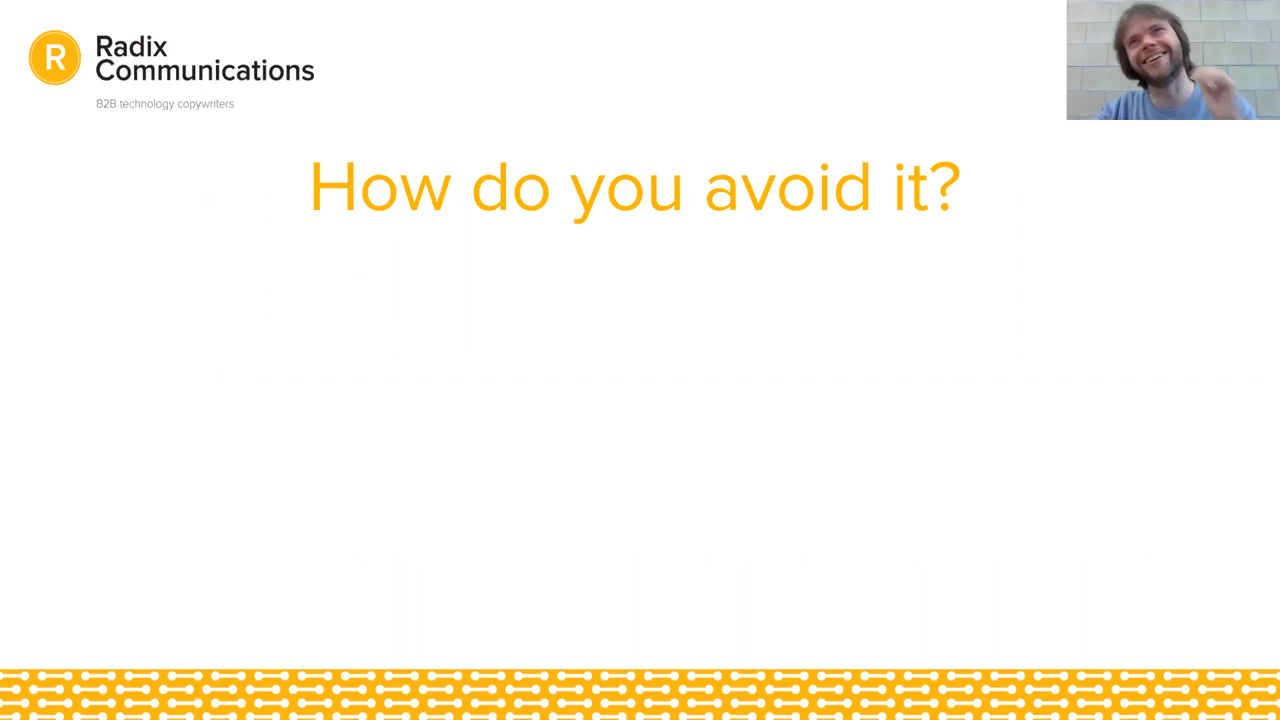 R
Radix
Communications
B2B technology copywriters
How do you avoid it?